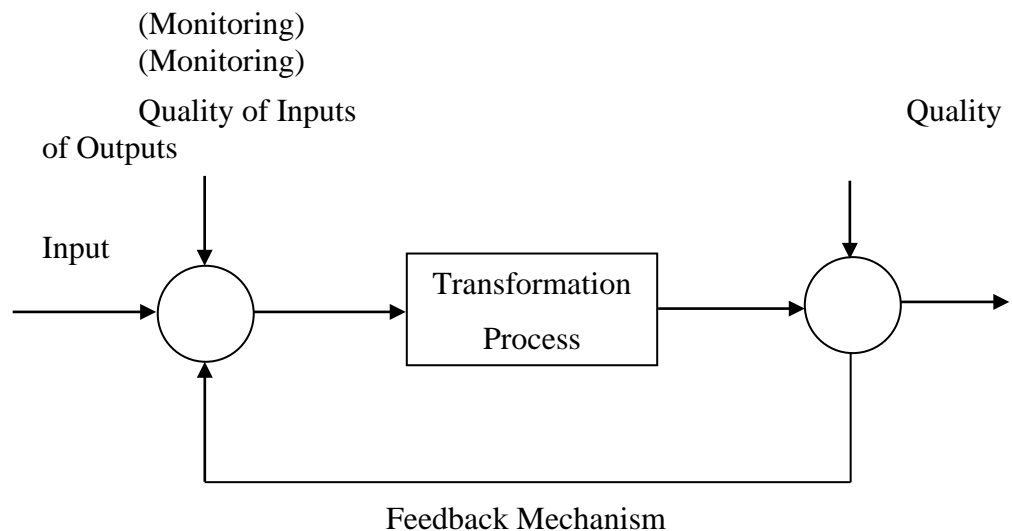 (Monitoring)
(Monitoring)
Quality of Inputs Quality
of Outputs
Input
Transformation
Process
Feedback Mechanism